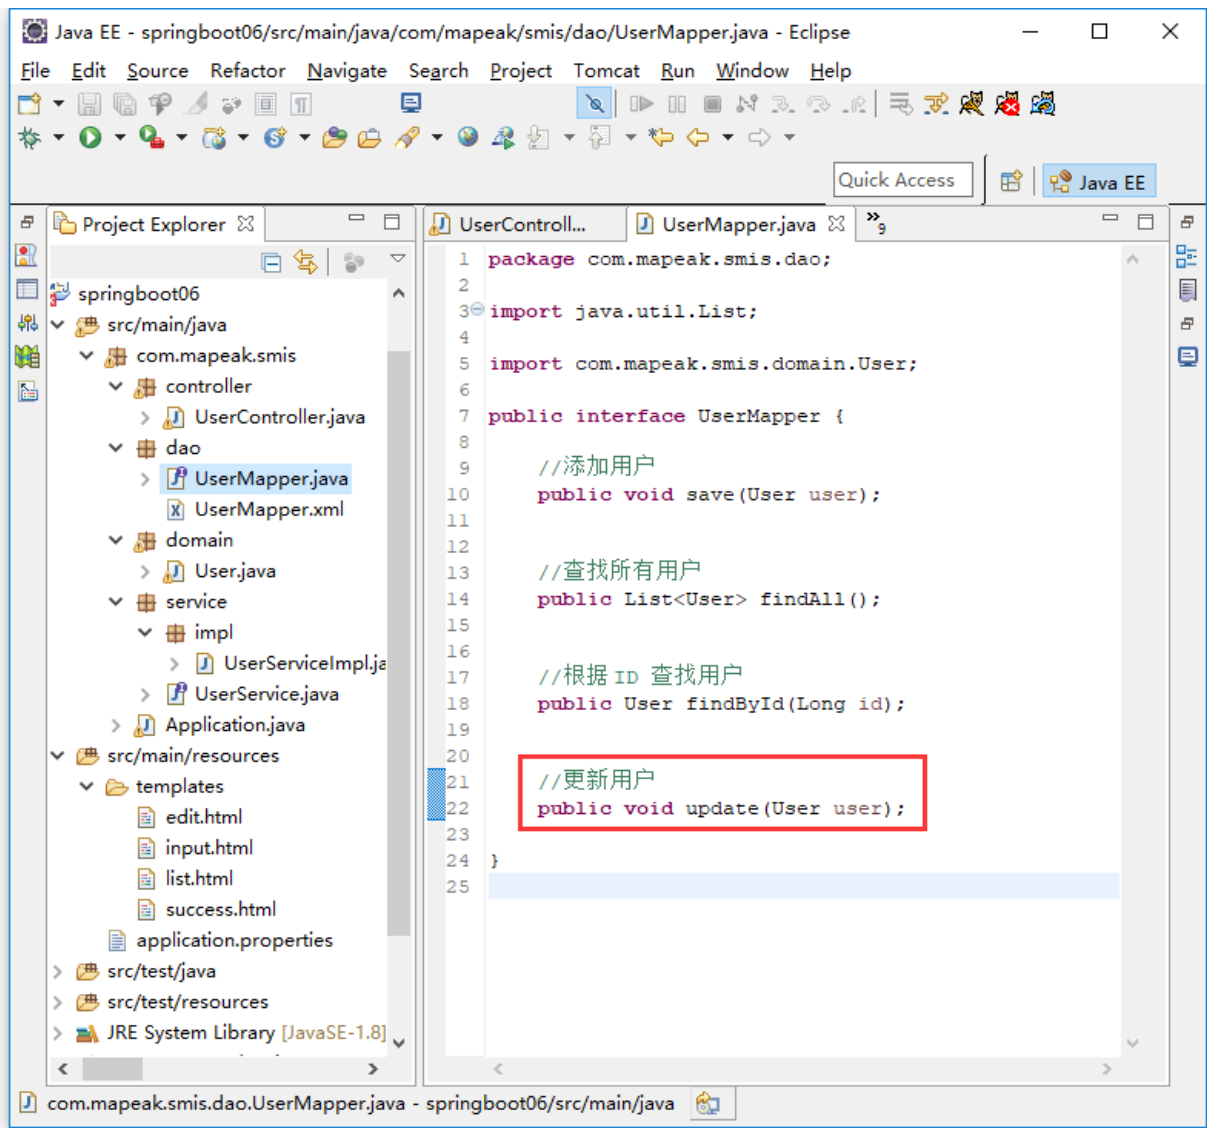 Java EE - springboot06/src/main/java/com/mapeak/smis/dao/UserMapper.java - Eclipse
File Edit Source Refactor Navigate Search Project Tomcat Run Window Help
Quick Access
Java EE
Project Explorer
springboot06
src/main/java
com.mapeak.smis
controller
UserController.java
dao
UserMapper.java
UserMapper.xml
domain
User.java
service
impl
UserServiceImpl.ja
UserService.java
Application.java
src/main/resources
templates
edit.html
input.html
list.html
success.html
application.properties
src/test/java
src/test/resources
JRE System Library [JavaSE-1.8]
UserControll...
UserMapper.java
»9
1 package com.mapeak.smis.dao;
2
3 import java.util.List;
4
5 import com.mapeak.smis.domain.User;
6
7 public interface UserMapper {
8
9 //添加用户
10 public void save(User user);
11
12
13 //查找所有用户
14 public List<User> findAll();
15
16
17 //根据 ID 查找用户
18 public User findById(Long id);
19
20
21 //更新用户
22 public void update(User user);
23
24 }
25
com.mapeak.smis.dao.UserMapper.java - springboot06/src/main/java